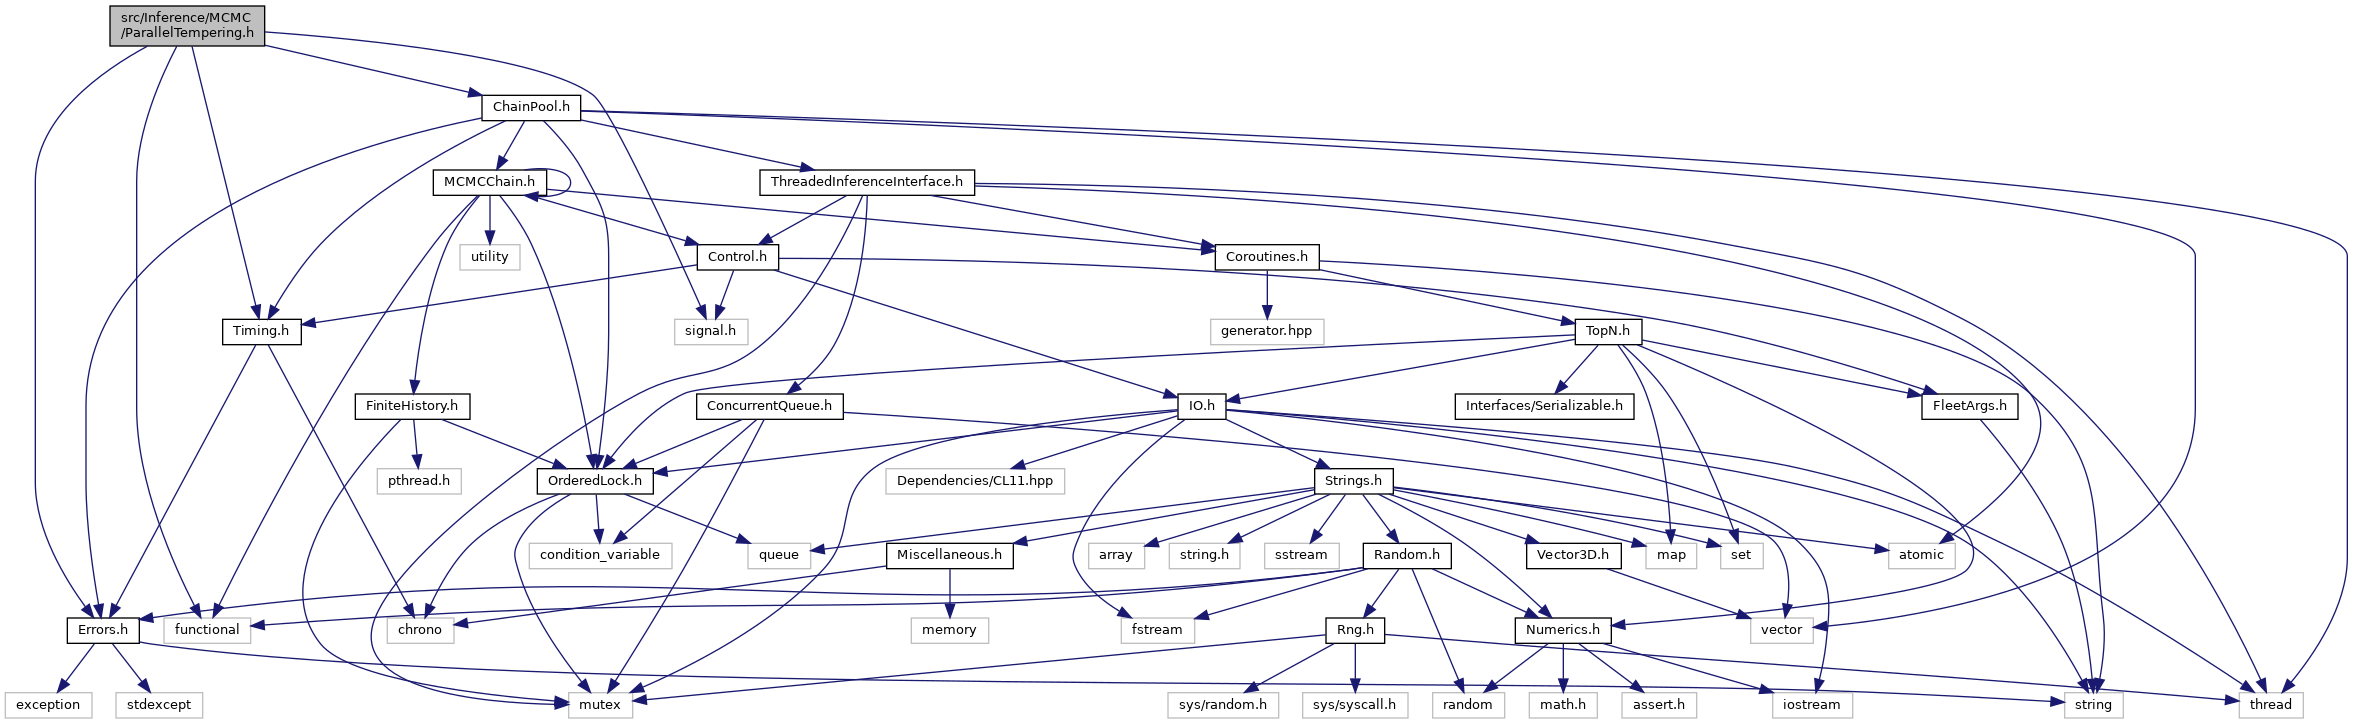 src/Inference/MCMC
/ParallelTempering.h
ChainPool.h
MCMCChain.h
ThreadedInferenceInterface.h
utility
Control.h
Coroutines.h
Timing.h
signal.h
generator.hpp
TopN.h
FiniteHistory.h
ConcurrentQueue.h
IO.h
Interfaces/Serializable.h
FleetArgs.h
pthread.h
OrderedLock.h
Dependencies/CL11.hpp
Strings.h
condition_variable
queue
Miscellaneous.h
array
string.h
sstream
Random.h
Vector3D.h
map
set
atomic
Errors.h
functional
chrono
memory
fstream
Rng.h
Numerics.h
vector
exception
stdexcept
mutex
sys/random.h
sys/syscall.h
random
math.h
assert.h
iostream
string
thread